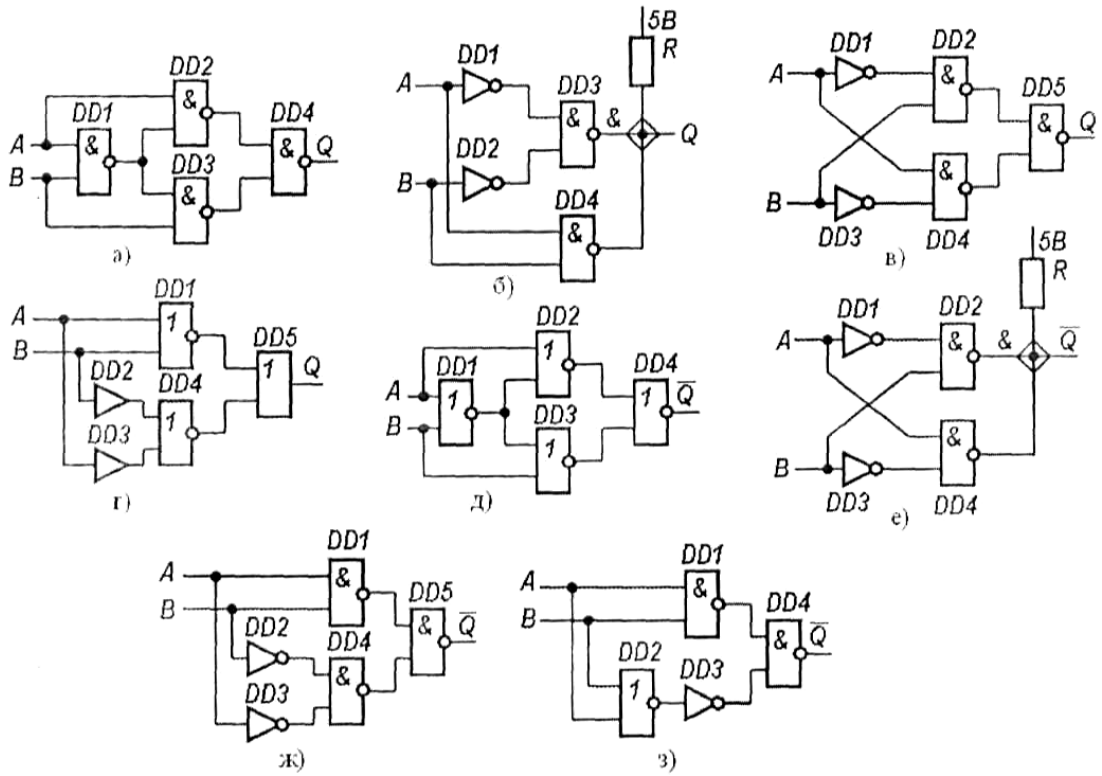 DD2
&
DD1
DD4
A
&
&
Q
B
DD3
&
а)
5В
R
DD1
A
DD3
&
&
Q
DD2
B
DD4
&
б)
DD1
DD2
A
&
DD5
&
Q
B
&
DD3
DD4
в)
DD1
A
1
DD5
B
1
Q
DD2
DD4
1
DD3
г)
DD2
1
DD1
DD4
A
1
1
Q
B
DD3
1
д)
5В
R
DD1
DD2
A
&
&
Q
B
&
DD3
DD4
е)
DD1
A
&
DD5
B
&
Q
DD2
DD4
&
DD3
ж)
DD1
A
&
DD4
B
&
Q
DD2
DD3
1
з)